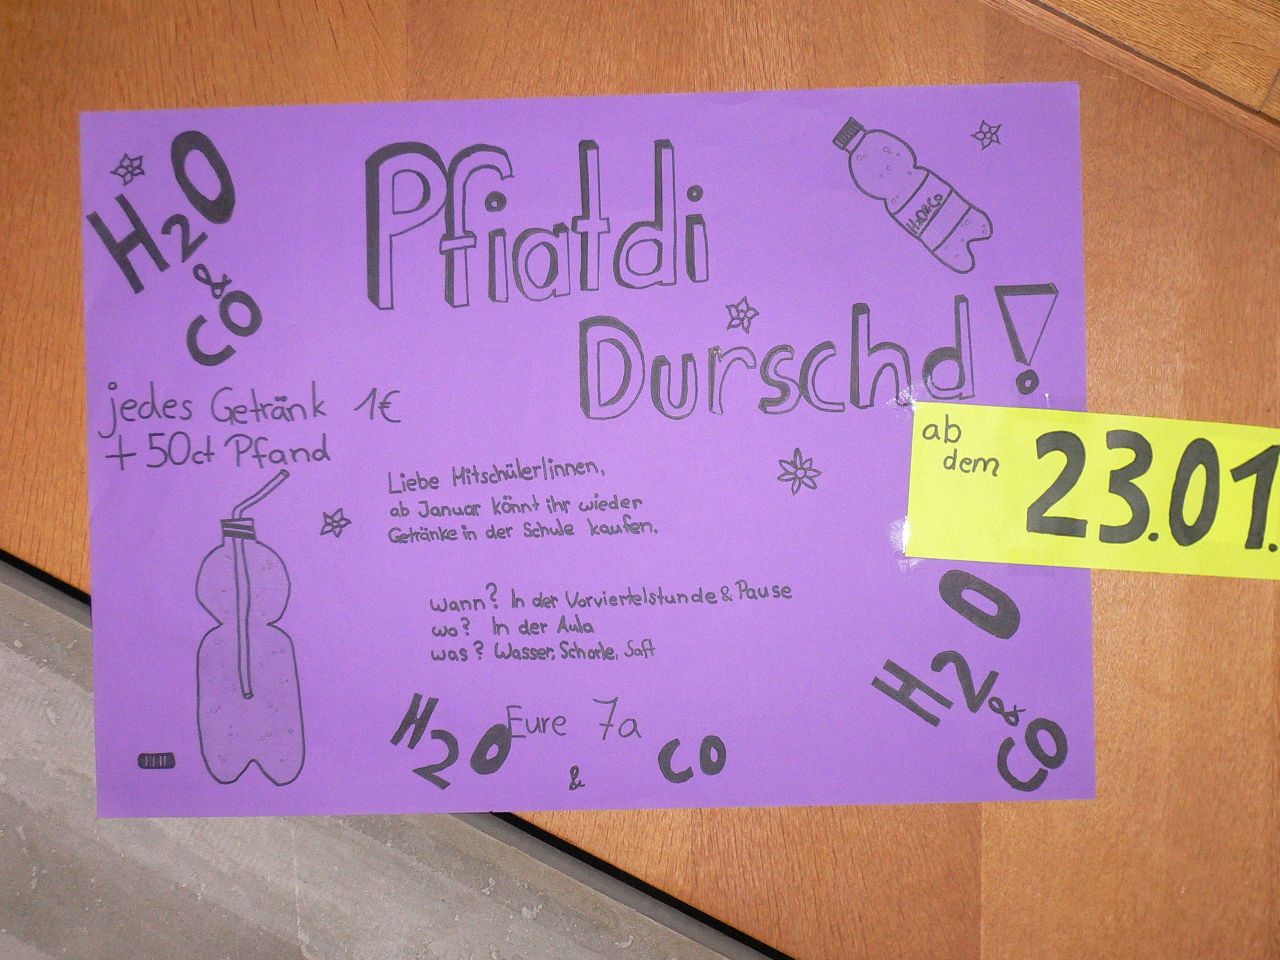 H2O
&
CO
Pfiatdi
Durschd!
H2O&Co
jedes Getränk 1€
+ 50ct Pfand
ab
dem
23.01.
Liebe Mitschüler/innen,
ab Januar könnt ihr wieder
Getränke in der Schule kaufen.
wann? In der Vorviertelstunde & Pause
wo? In der Aula
was? Wasser, Schorle, Saft
Eure 7a
H2O & CO
H2O
&
CO